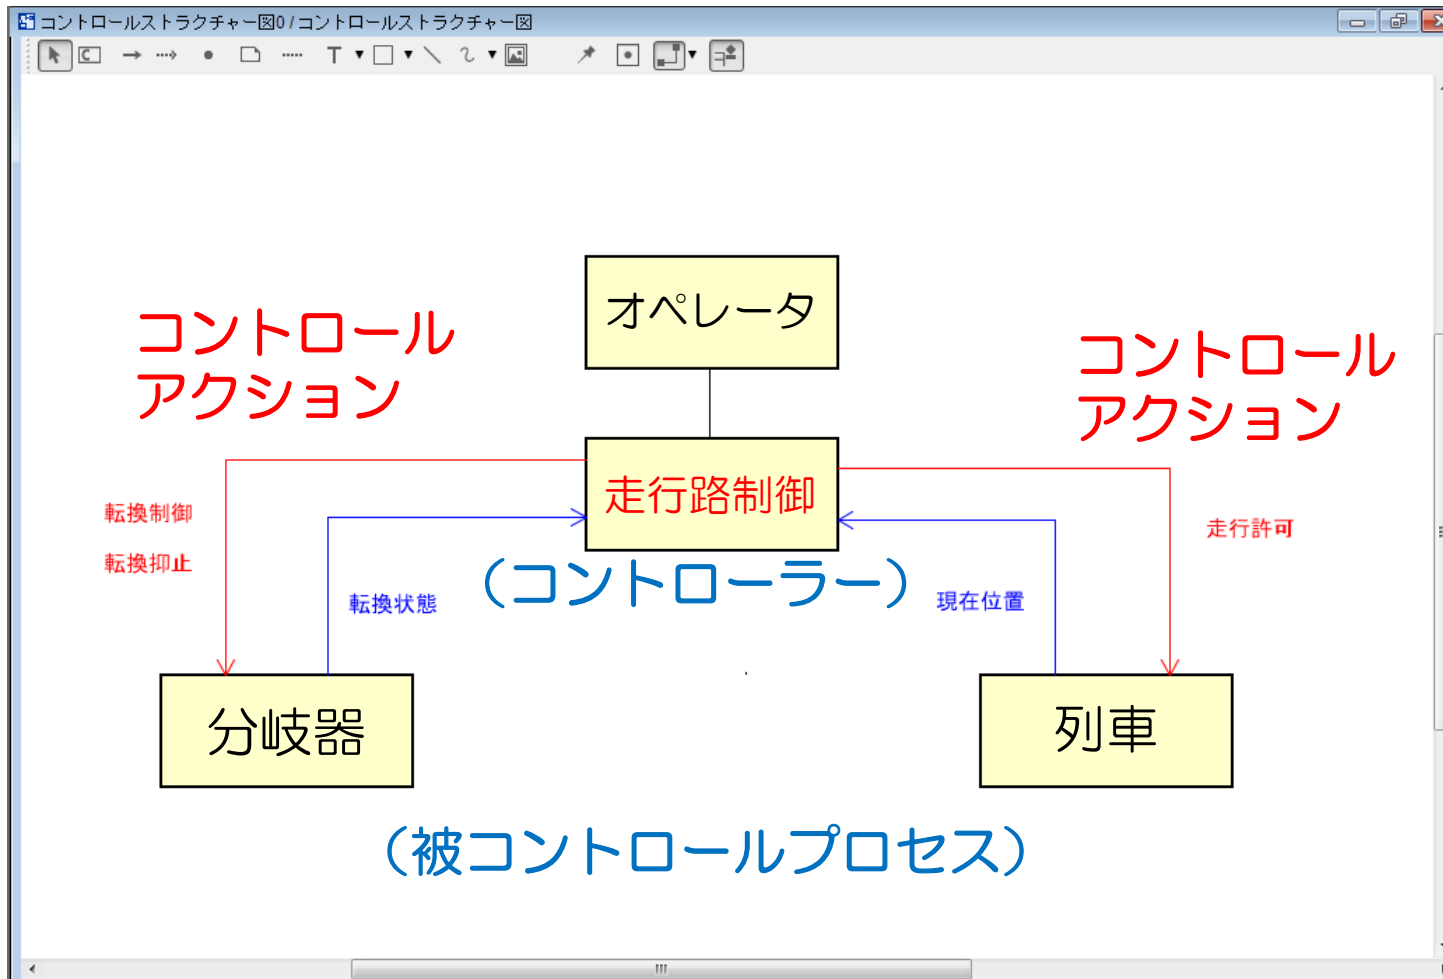 コントロールストラクチャー図0 / コントロールストラクチャー図
T
オペレータ
コントロール
アクション
コントロール
アクション
走行路制御
転換制御
転換抑止
走行許可
(コントローラー)
転換状態
現在位置
分岐器
列車
(被コントロールプロセス)